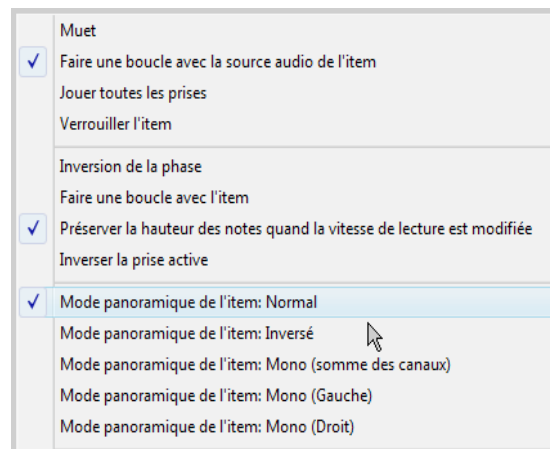 Muet
Faire une boucle avec la source audio de l'item
Jouer toutes les prises
Verrouiller l'item
Inversion de la phase
Faire une boucle avec l'item
Préserver la hauteur des notes quand la vitesse de lecture est modifiée
Inverser la prise active
Mode panoramique de l'item: Normal
Mode panoramique de l'item: Inversé
Mode panoramique de l'item: Mono (somme des canaux)
Mode panoramique de l'item: Mono (Gauche)
Mode panoramique de l'item: Mono (Droit)